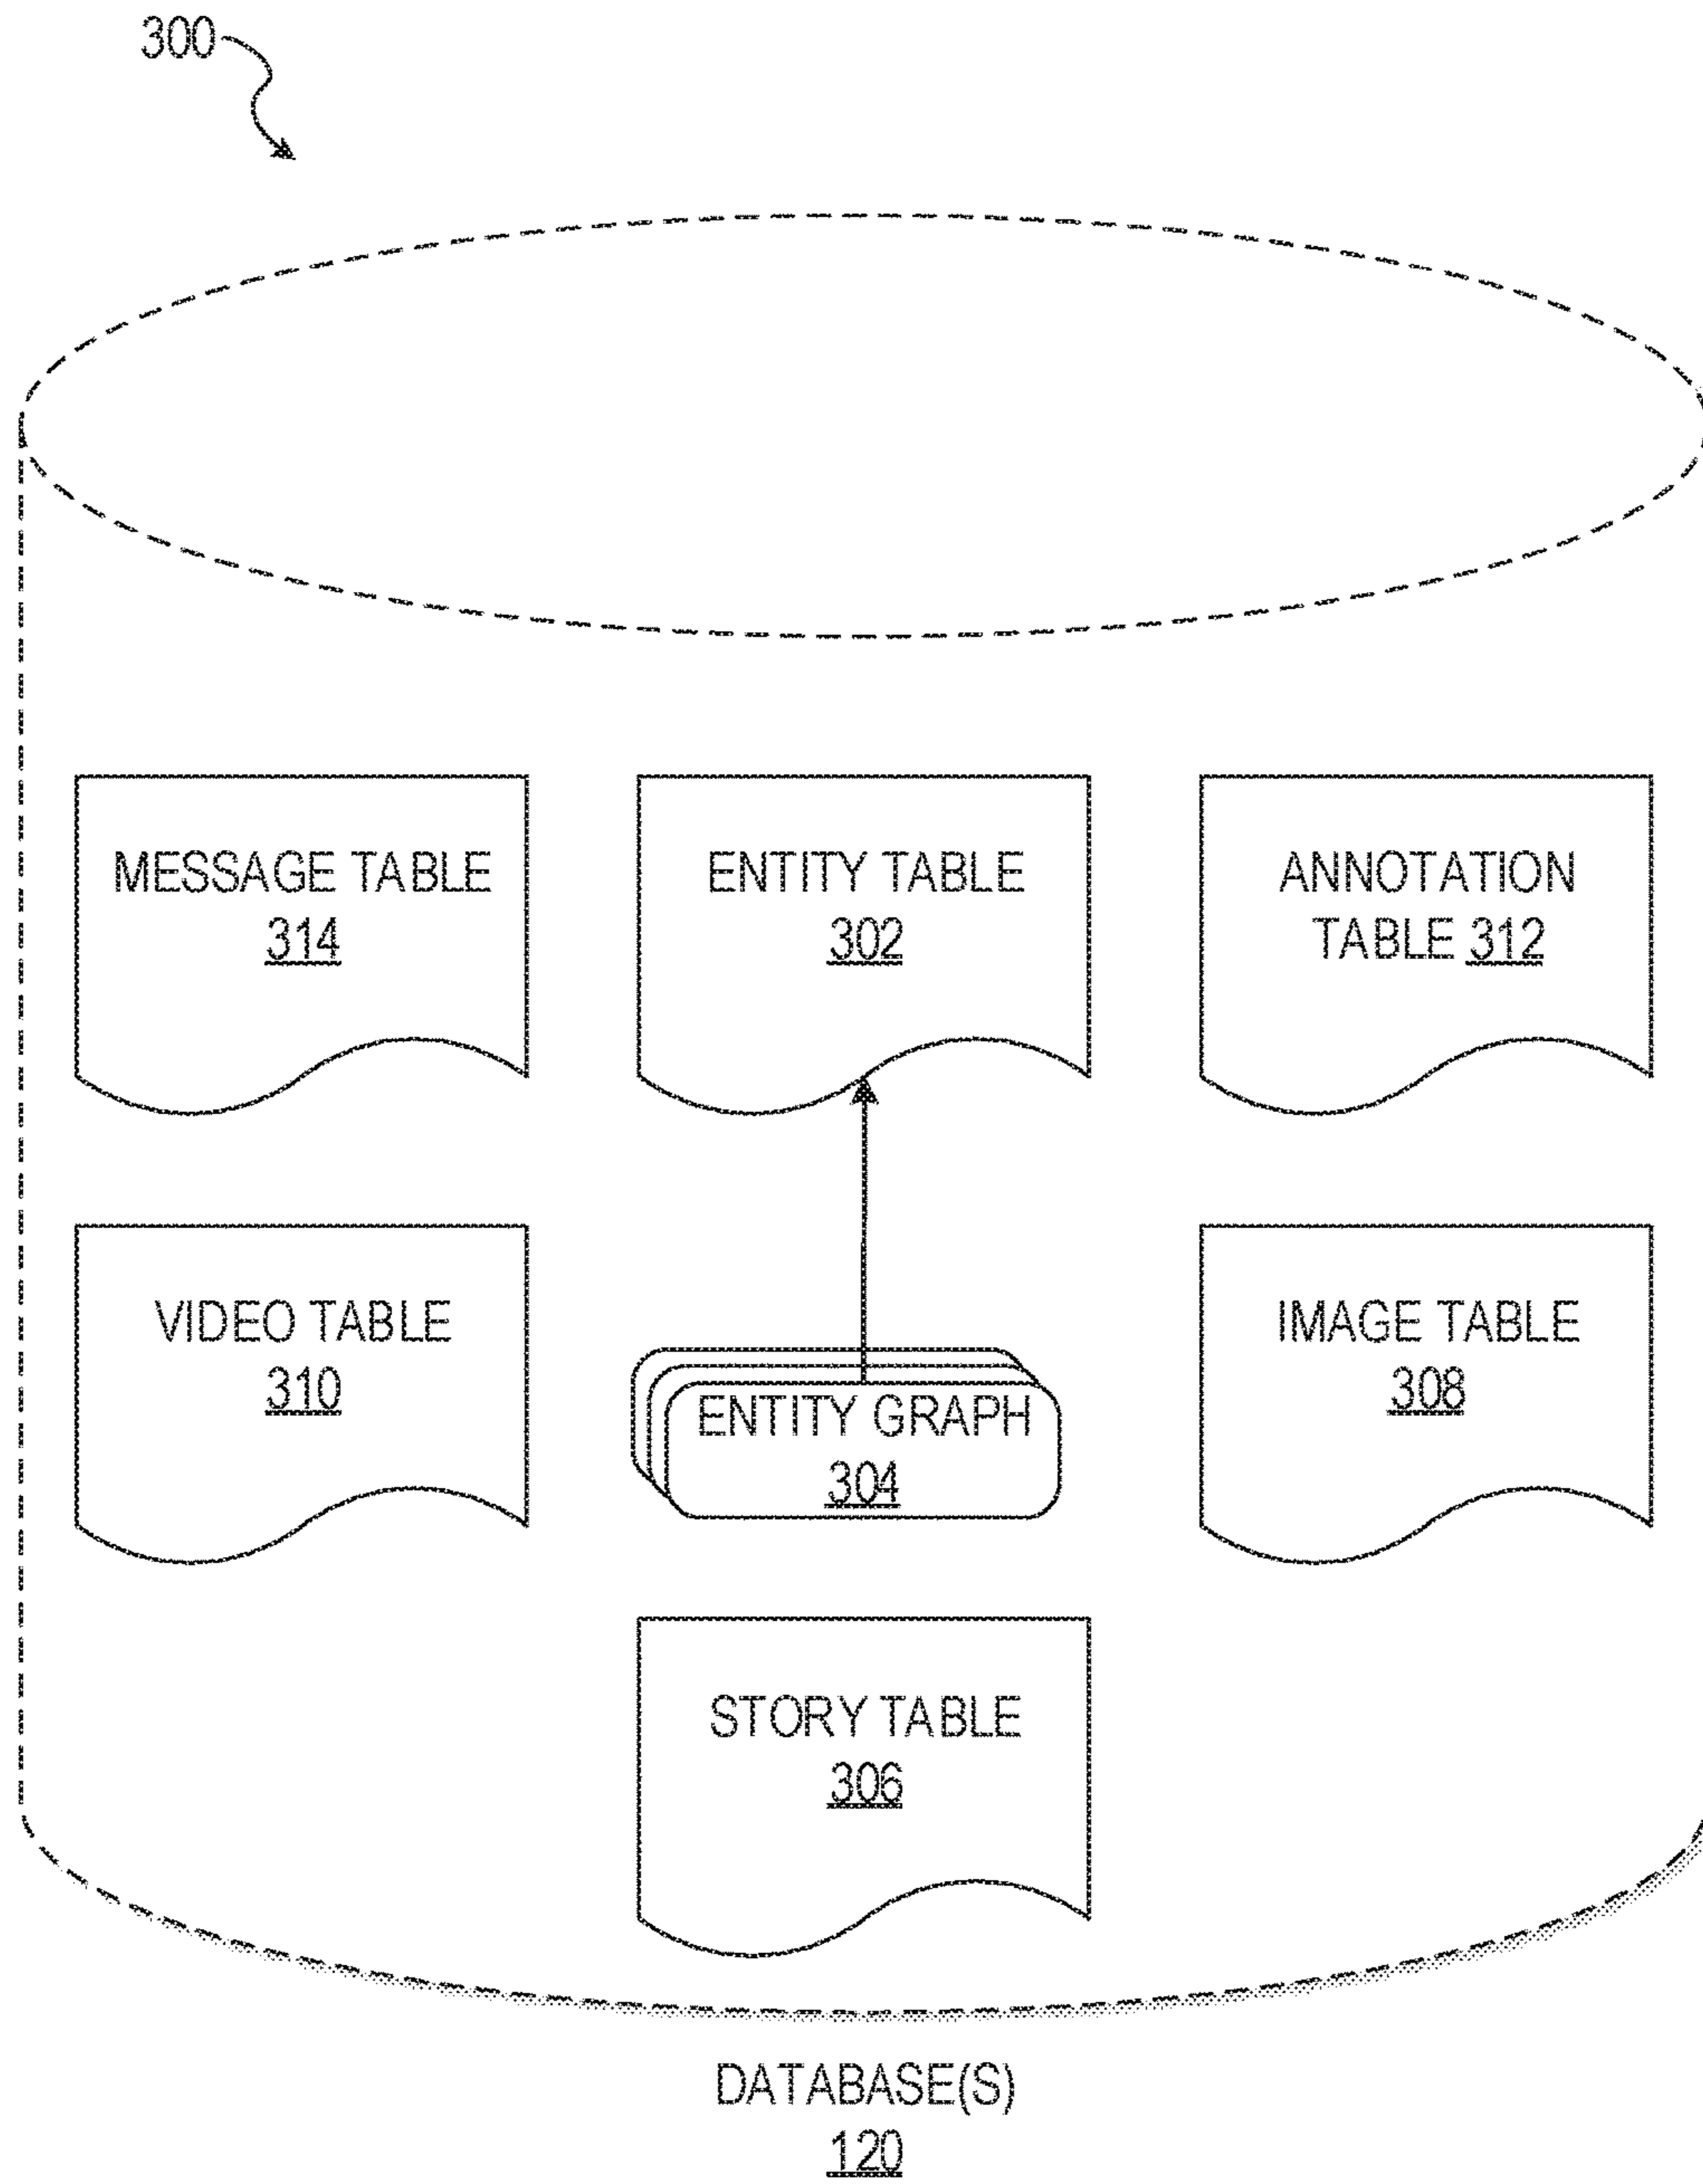 300
MESSAGE TABLE
314
ENTITY TABLE
302
ANNOTATION
TABLE 312
VIDEO TABLE
310
ENTITY GRAPH
304
IMAGE TABLE
308
STORY TABLE
306
DATABASE(S)
120